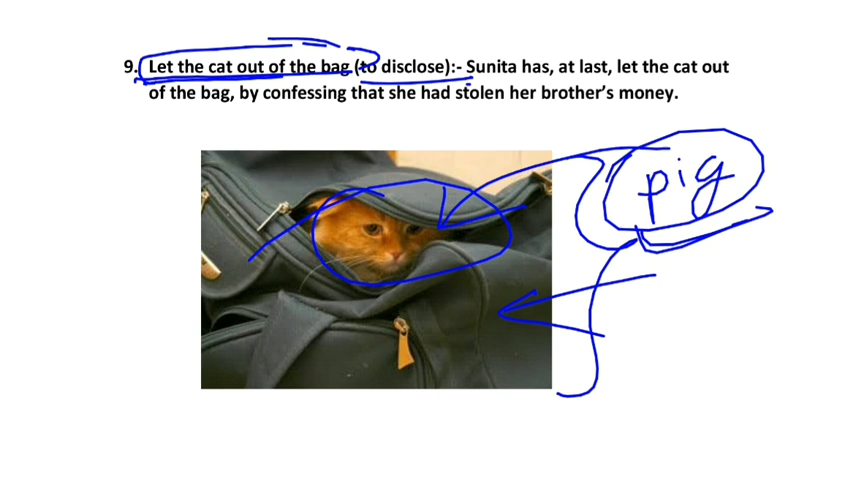 9. Let the cat out of the bag (to disclose):- Sunita has, at last, let the cat out
of the bag, by confessing that she had stolen her brother's money.
pig